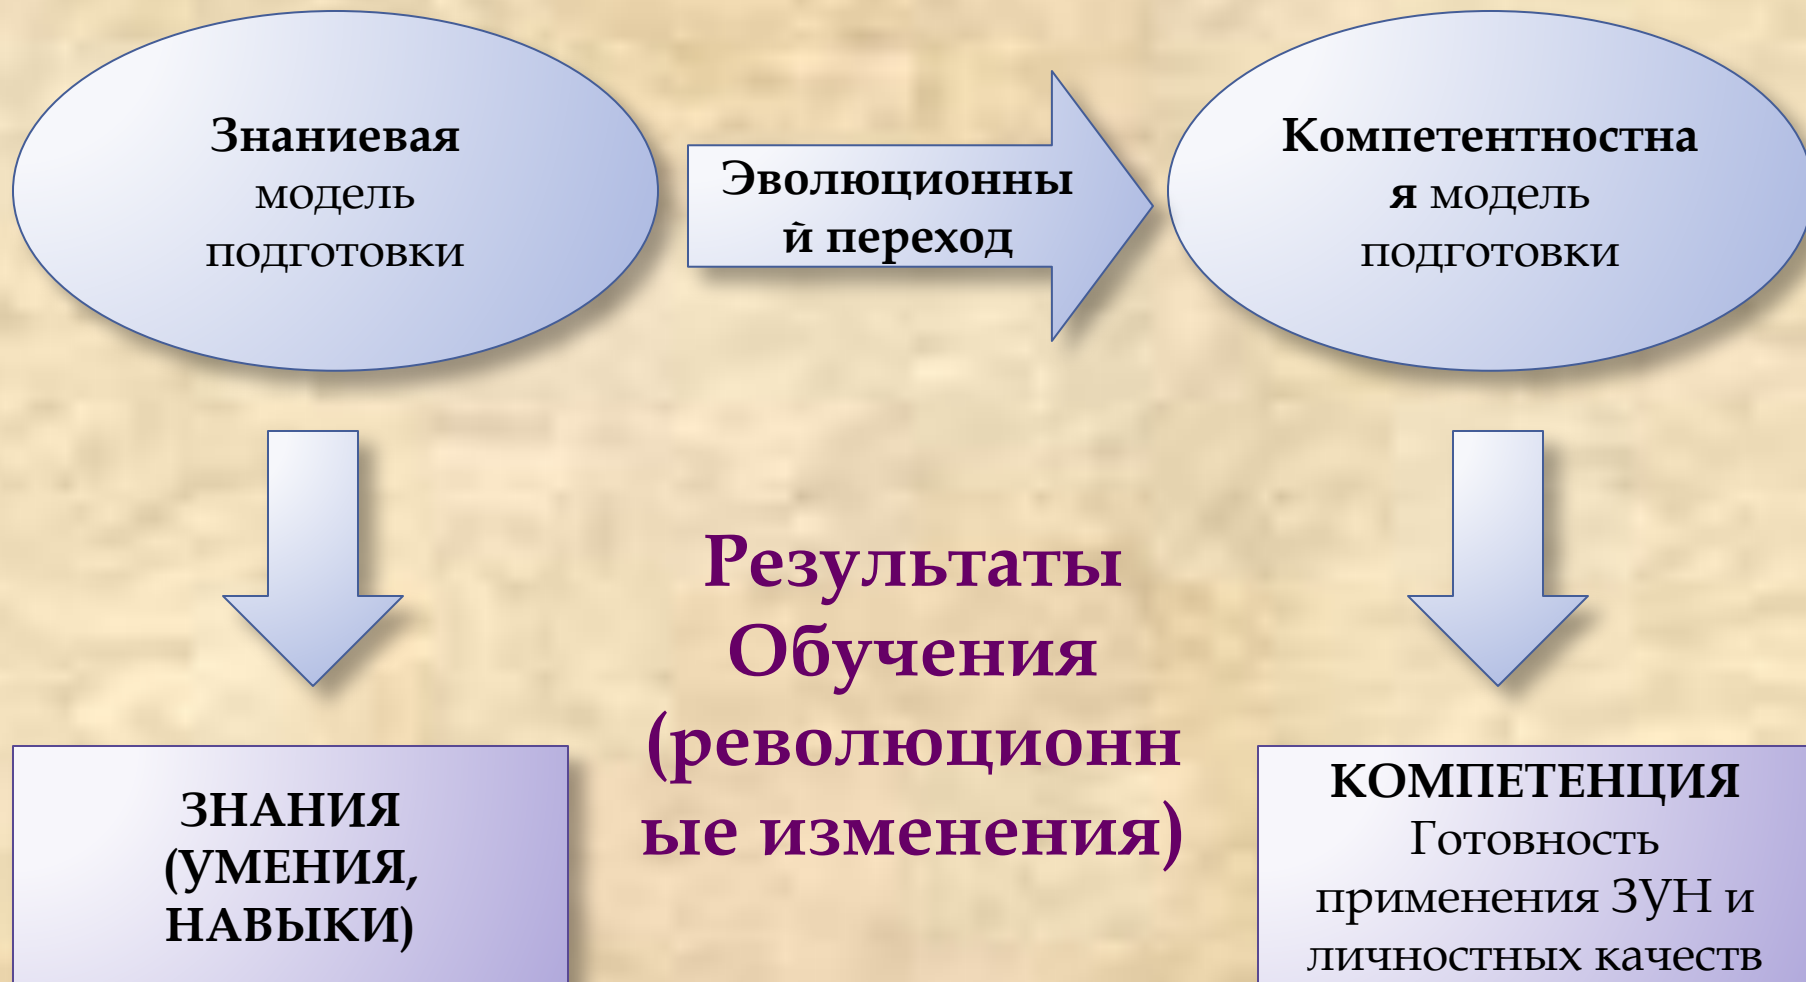 Знаниевая
модель
подготовки
Эволюционны
й переход
Компетентностна
я модель
подготовки
Результаты
Обучения
(революционн
ые изменения)
ЗНАНИЯ
(УМЕНИЯ,
НАВЫКИ)
КОМПЕТЕНЦИЯ
Готовность
применения ЗУН и
личностных качеств